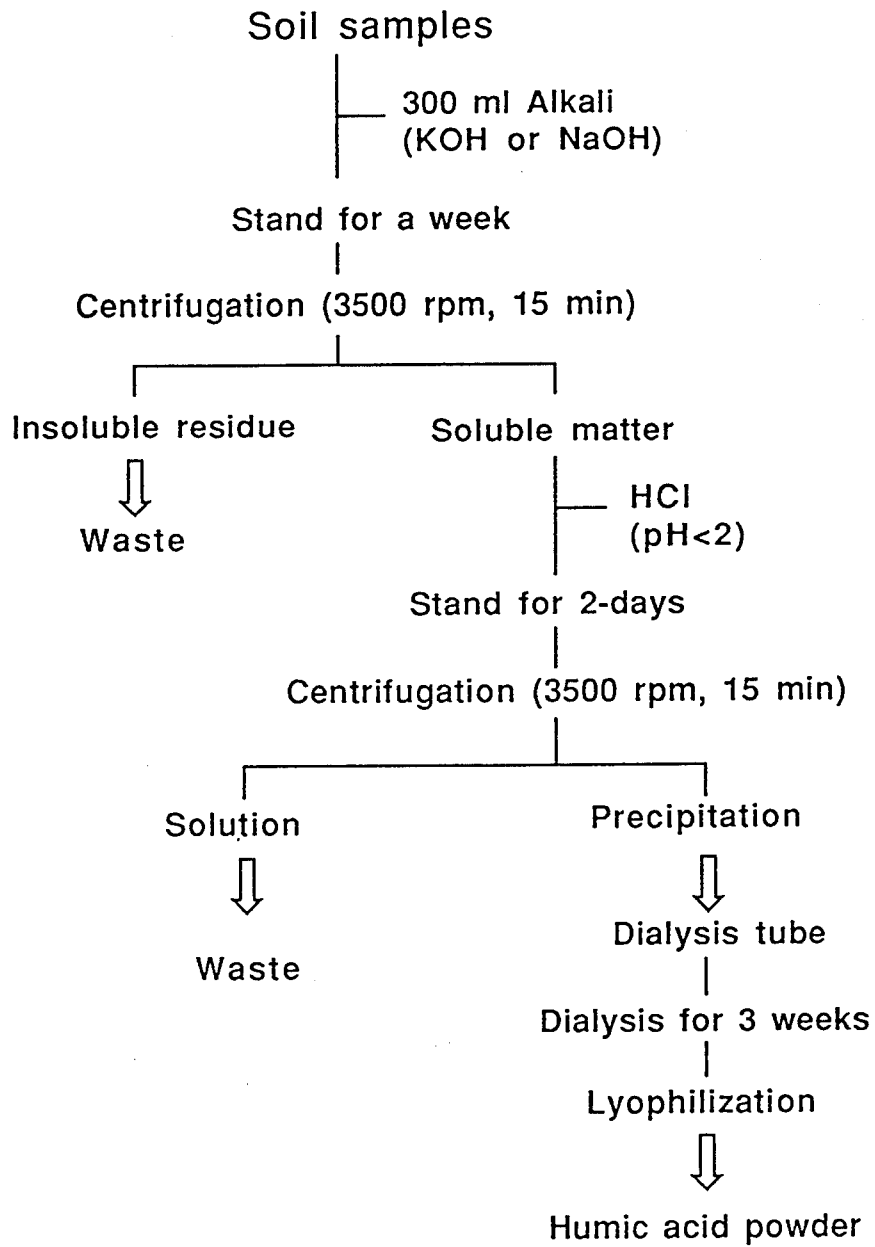 Soil samples
300 ml Alkali
(KOH or NaOH)
Stand for a week
Centrifugation (3500 rpm, 15 min)
Insoluble residue
Soluble matter
Waste
HCl
(pH<2)
Stand for 2-days
Centrifugation (3500 rpm, 15 min)
Solution
Precipitation
Waste
Dialysis tube
Dialysis for 3 weeks
Lyophilization
Humic acid powder